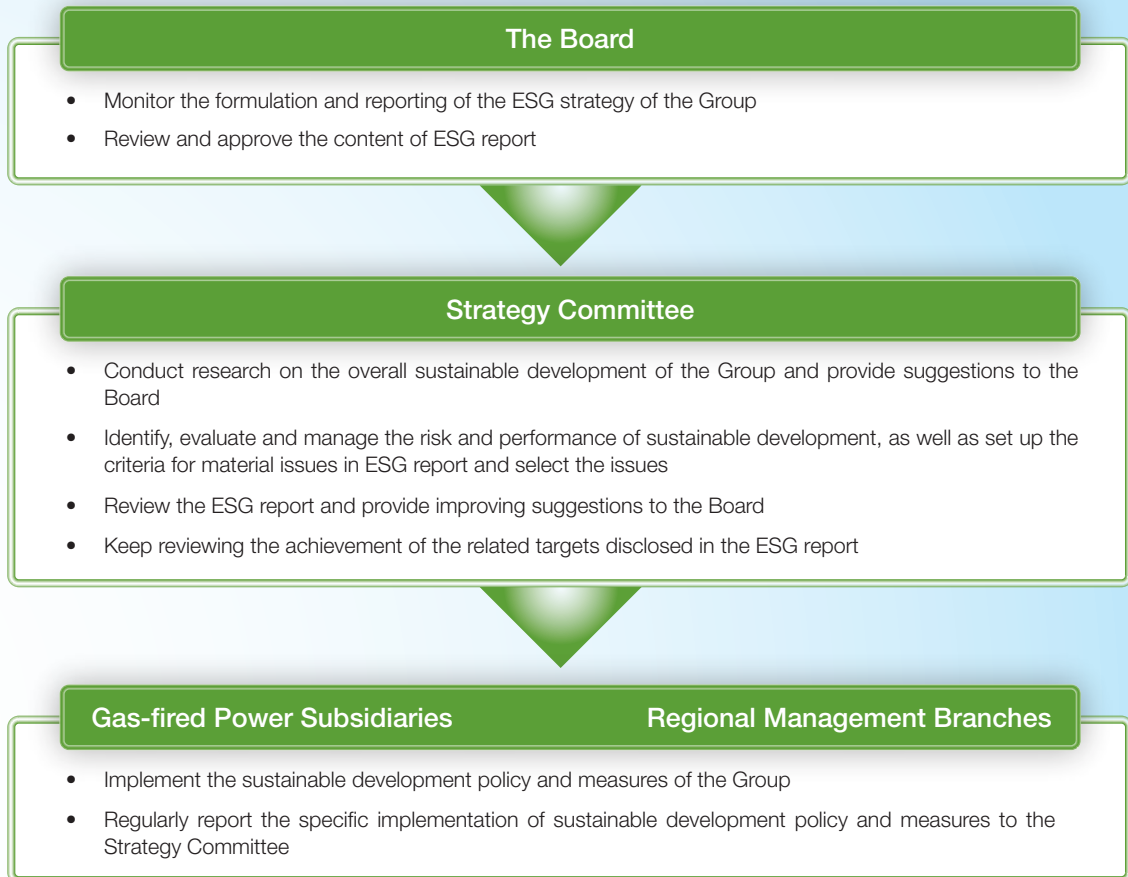 The Board
• Monitor the formulation and reporting of the ESG strategy of the Group
• Review and approve the content of ESG report
Strategy Committee
• Conduct research on the overall sustainable development of the Group and provide suggestions to the
Board
• Identify, evaluate and manage the risk and performance of sustainable development, as well as set up the
criteria for material issues in ESG report and select the issues
• Review the ESG report and provide improving suggestions to the Board
• Keep reviewing the achievement of the related targets disclosed in the ESG report
Gas-fired Power Subsidiaries Regional Management Branches
• Implement the sustainable development policy and measures of the Group
• Regularly report the specific implementation of sustainable development policy and measures to the
Strategy Committee